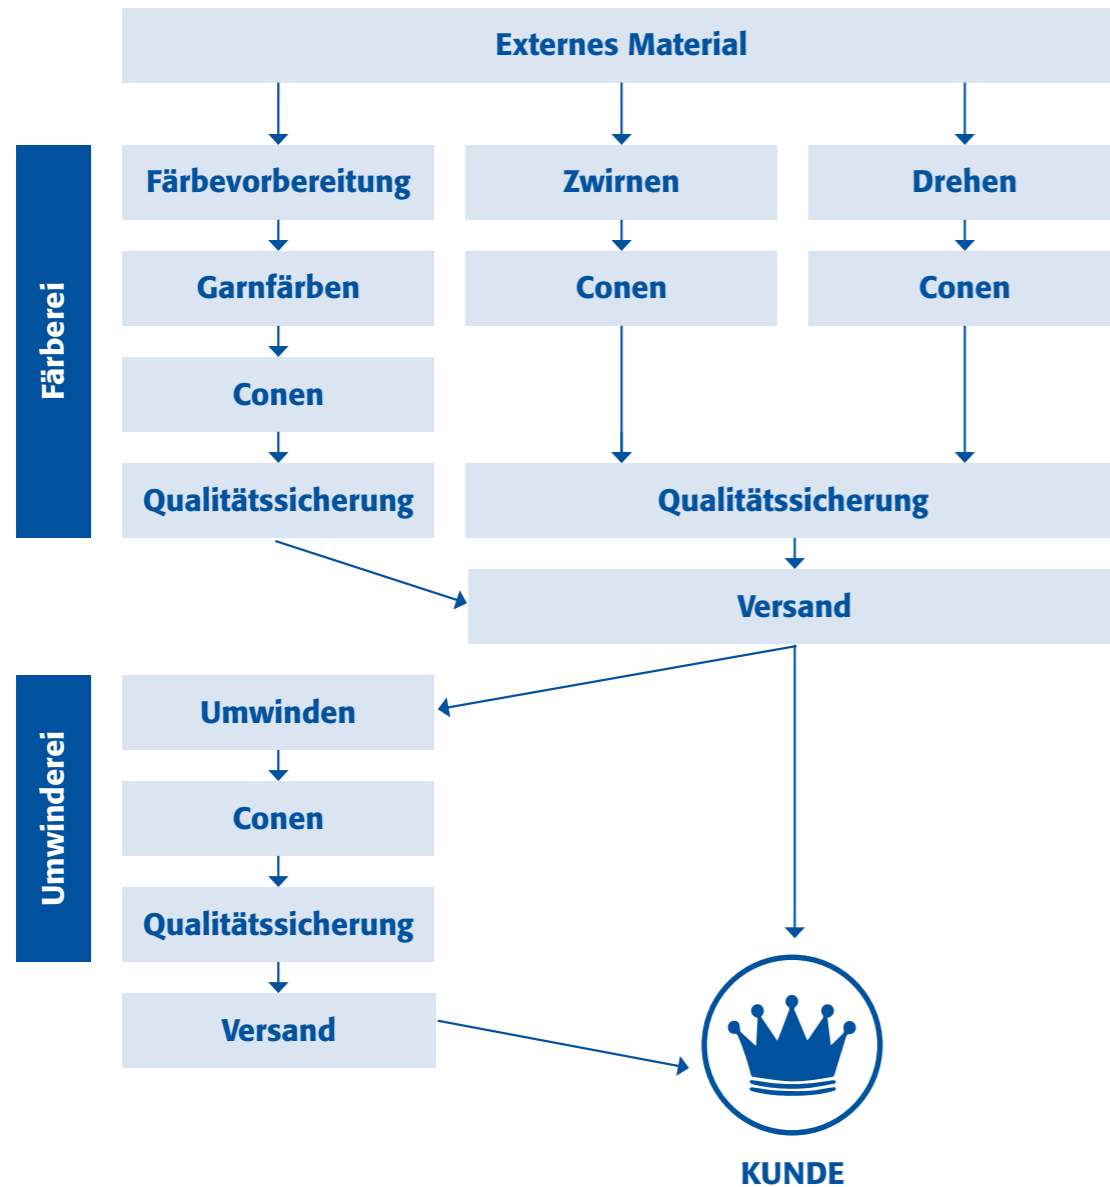 Externes Material
Färberei
Färbevorbereitung
Zwirnen
Drehen
Garnfärben
Conen
Conen
Conen
Qualitätssicherung
Qualitätssicherung
Versand
Umwinderei
Umwinden
Conen
Qualitätssicherung
Versand
KUNDE